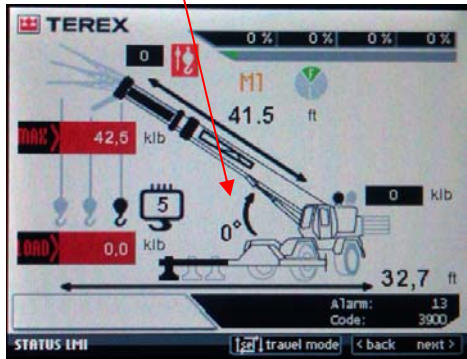 TEREX
0 % 0 % 0 % 0 %
0
M1
F
41.5 ft
MAX 42,5 klb
5
0 klb
0°
LOAD 0,0 klb
32,7 ft
Alarm: 13
Code: 3900
STATUS LMI set travel mode < back next >